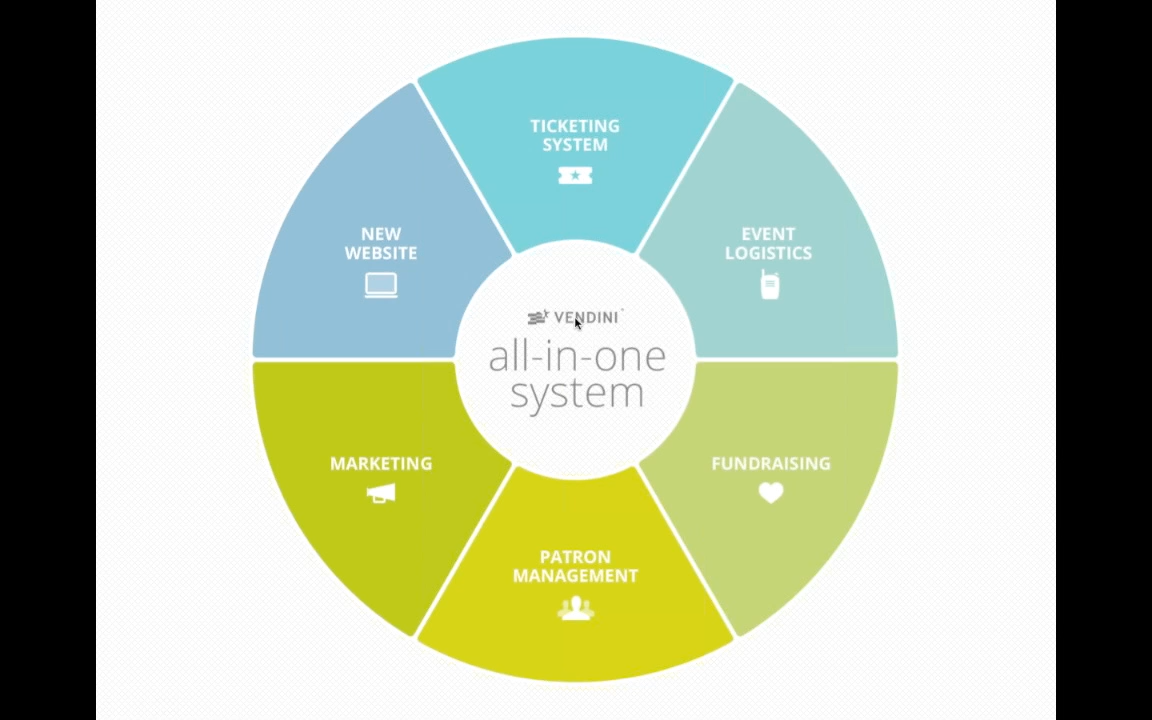 TICKETING
SYSTEM
NEW
WEBSITE
EVENT
LOGISTICS
VENDINI
all-in-one
system
MARKETING
FUNDRAISING
PATRON
MANAGEMENT